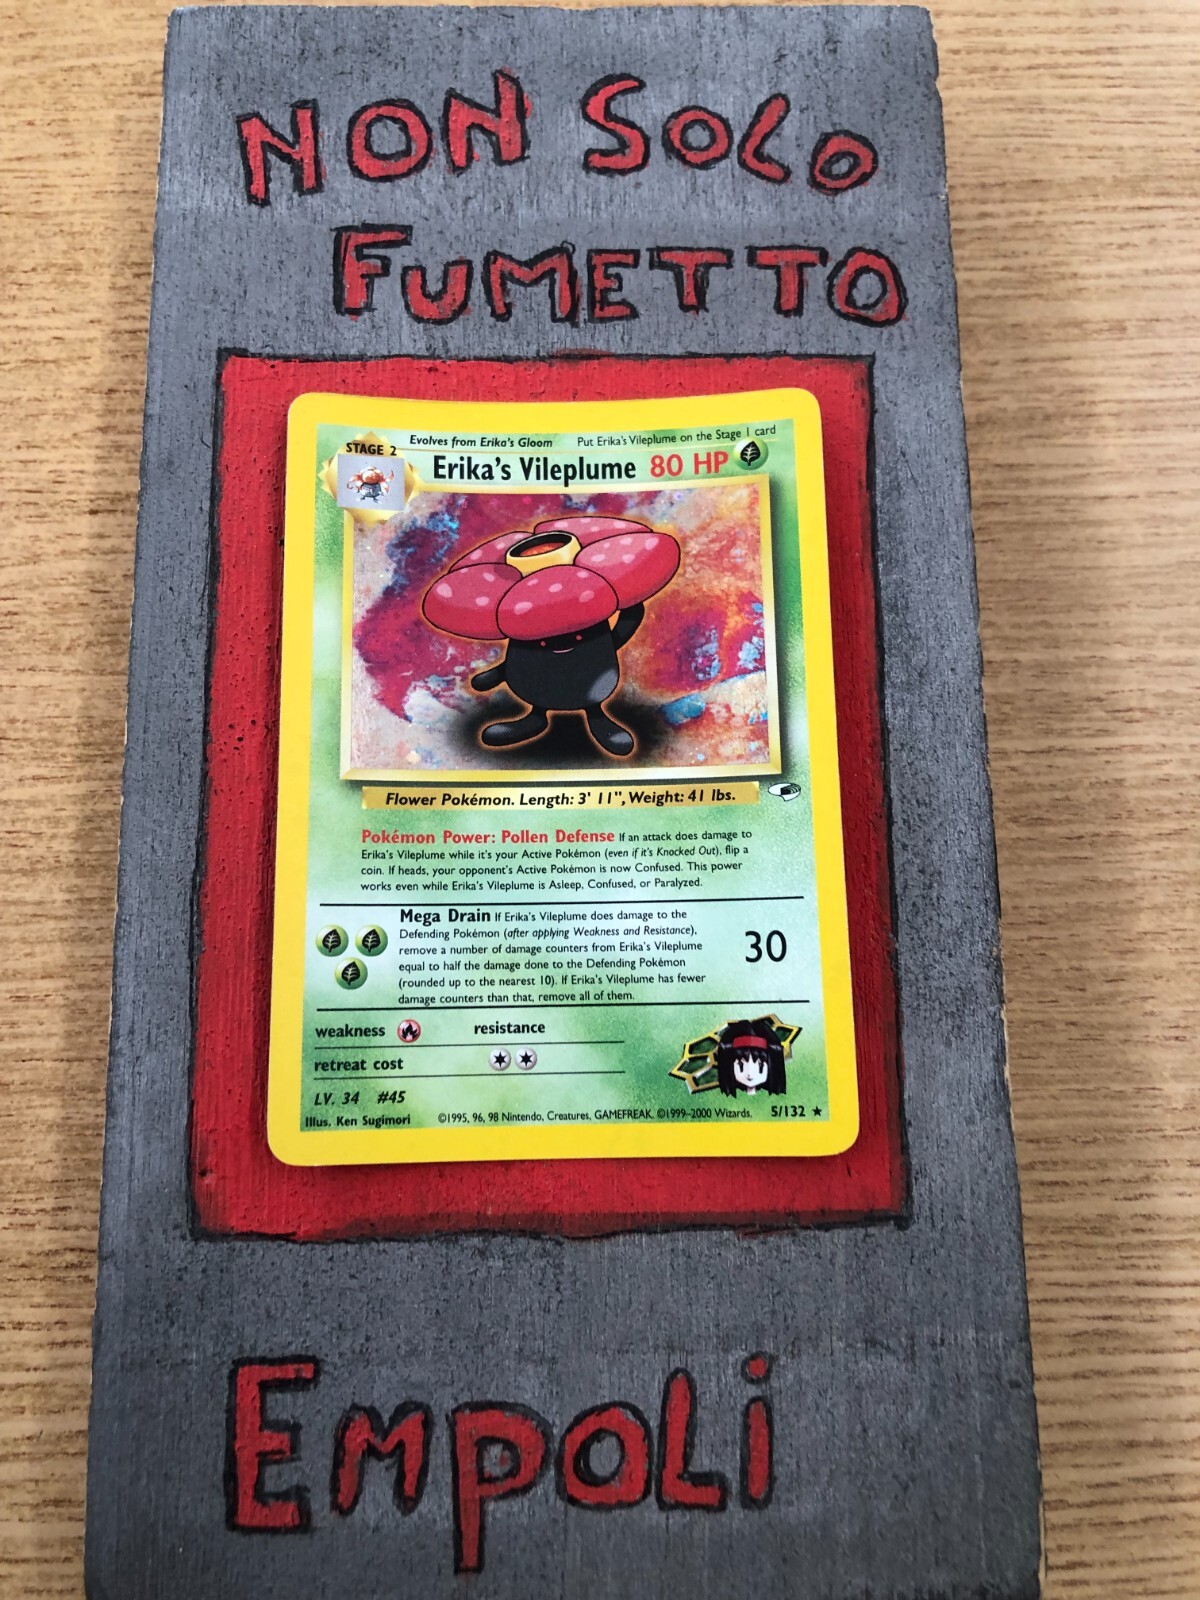 NON SOLO
FUMETTO
STAGE 2
Evolves from Erika's Gloom
Put Erika's Vileplume on the Stage 1 card
Erika's Vileplume 80 HP
Flower Pokémon. Length: 3' 11", Weight: 41 lbs.
Pokémon Power: Pollen Defense If an attack does damage to
Erika's Vileplume while it's your Active Pokémon (even if it's Knocked Out), flip a
coin. If heads, your opponent's Active Pokémon is now Confused. This power
works even while Erika's Vileplume is Asleep, Confused, or Paralyzed.
Mega Drain If Erika's Vileplume does damage to the
Defending Pokémon (after applying Weakness and Resistance),
remove a number of damage counters from Erika's Vileplume
equal to half the damage done to the Defending Pokémon
(rounded up to the nearest 10). If Erika's Vileplume has fewer
damage counters than that, remove all of them.
30
weakness resistance
retreat cost
LV. 34 #45
Illus. Ken Sugimori ©1995, 96, 98 Nintendo, Creatures, GAMEFREAK. ©1999-2000 Wizards. 5/132 ★
EmPOLi